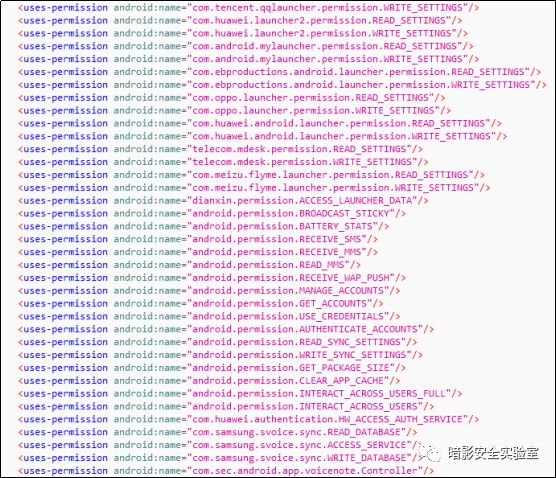 <uses-permission android:name="com.tencent.qqlauncher.permission.WRITE_SETTINGS"/>
<uses-permission android:name="com.huawei.launcher2.permission.READ_SETTINGS"/>
<uses-permission android:name="com.huawei.launcher2.permission.WRITE_SETTINGS"/>
<uses-permission android:name="com.android.mylauncher.permission.READ_SETTINGS"/>
<uses-permission android:name="com.ebproductions.android.launcher.permission.READ_SETTINGS"/>
<uses-permission android:name="com.ebproductions.android.launcher.permission.WRITE_SETTINGS"/>
<uses-permission android:name="com.oppo.launcher.permission.READ_SETTINGS"/>
<uses-permission android:name="com.oppo.launcher.permission.WRITE_SETTINGS"/>
<uses-permission android:name="com.huawei.android.launcher.permission.READ_SETTINGS"/>
<uses-permission android:name="com.huawei.android.launcher.permission.WRITE_SETTINGS"/>
<uses-permission android:name="telecom.mdesk.permission.READ_SETTINGS"/>
<uses-permission android:name="telecom.mdesk.permission.WRITE_SETTINGS"/>
<uses-permission android:name="com.meizu.flyme.launcher.permission.READ_SETTINGS"/>
<uses-permission android:name="com.meizu.flyme.launcher.permission.WRITE_SETTINGS"/>
<uses-permission android:name="dianxin.permission.ACCESS_LAUNCHER_DATA"/>
<uses-permission android:name="android.permission.BROADCAST_STICKY"/>
<uses-permission android:name="android.permission.BATTERY_STATS"/>
<uses-permission android:name="android.permission.RECEIVE_SMS"/>
<uses-permission android:name="android.permission.RECEIVE_MMS"/>
<uses-permission android:name="android.permission.READ_MMS"/>
<uses-permission android:name="android.permission.RECEIVE_WAP_PUSH"/>
<uses-permission android:name="android.permission.MANAGE_ACCOUNTS"/>
<uses-permission android:name="android.permission.GET_ACCOUNTS"/>
<uses-permission android:name="android.permission.USE_CREDENTIALS"/>
<uses-permission android:name="android.permission.AUTHENTICATE_ACCOUNTS"/>
<uses-permission android:name="android.permission.READ_SYNC_SETTINGS"/>
<uses-permission android:name="android.permission.WRITE_SYNC_SETTINGS"/>
<uses-permission android:name="android.permission.GET_PACKAGE_SIZE"/>
<uses-permission android:name="android.permission.CLEAR_APP_CACHE"/>
<uses-permission android:name="android.permission.INTERACT_ACROSS_USERS_FULL"/>
<uses-permission android:name="android.permission.INTERACT_ACROSS_USERS"/>
<uses-permission android:name="com.huawei.authentication.HW_ACCESS_AUTH_SERVICE"/>
<uses-permission android:name="com.samsung.svoice.sync.READ_DATABASE"/>
<uses-permission android:name="com.samsung.svoice.sync.ACCESS_SERVICE"/>
<uses-permission android:name="com.samsung.svoice.sync.WRITE_DATABASE"/>
<uses-permission android:name="com.sec.android.app.voicenote.Controller"/>
暗影安全实验室